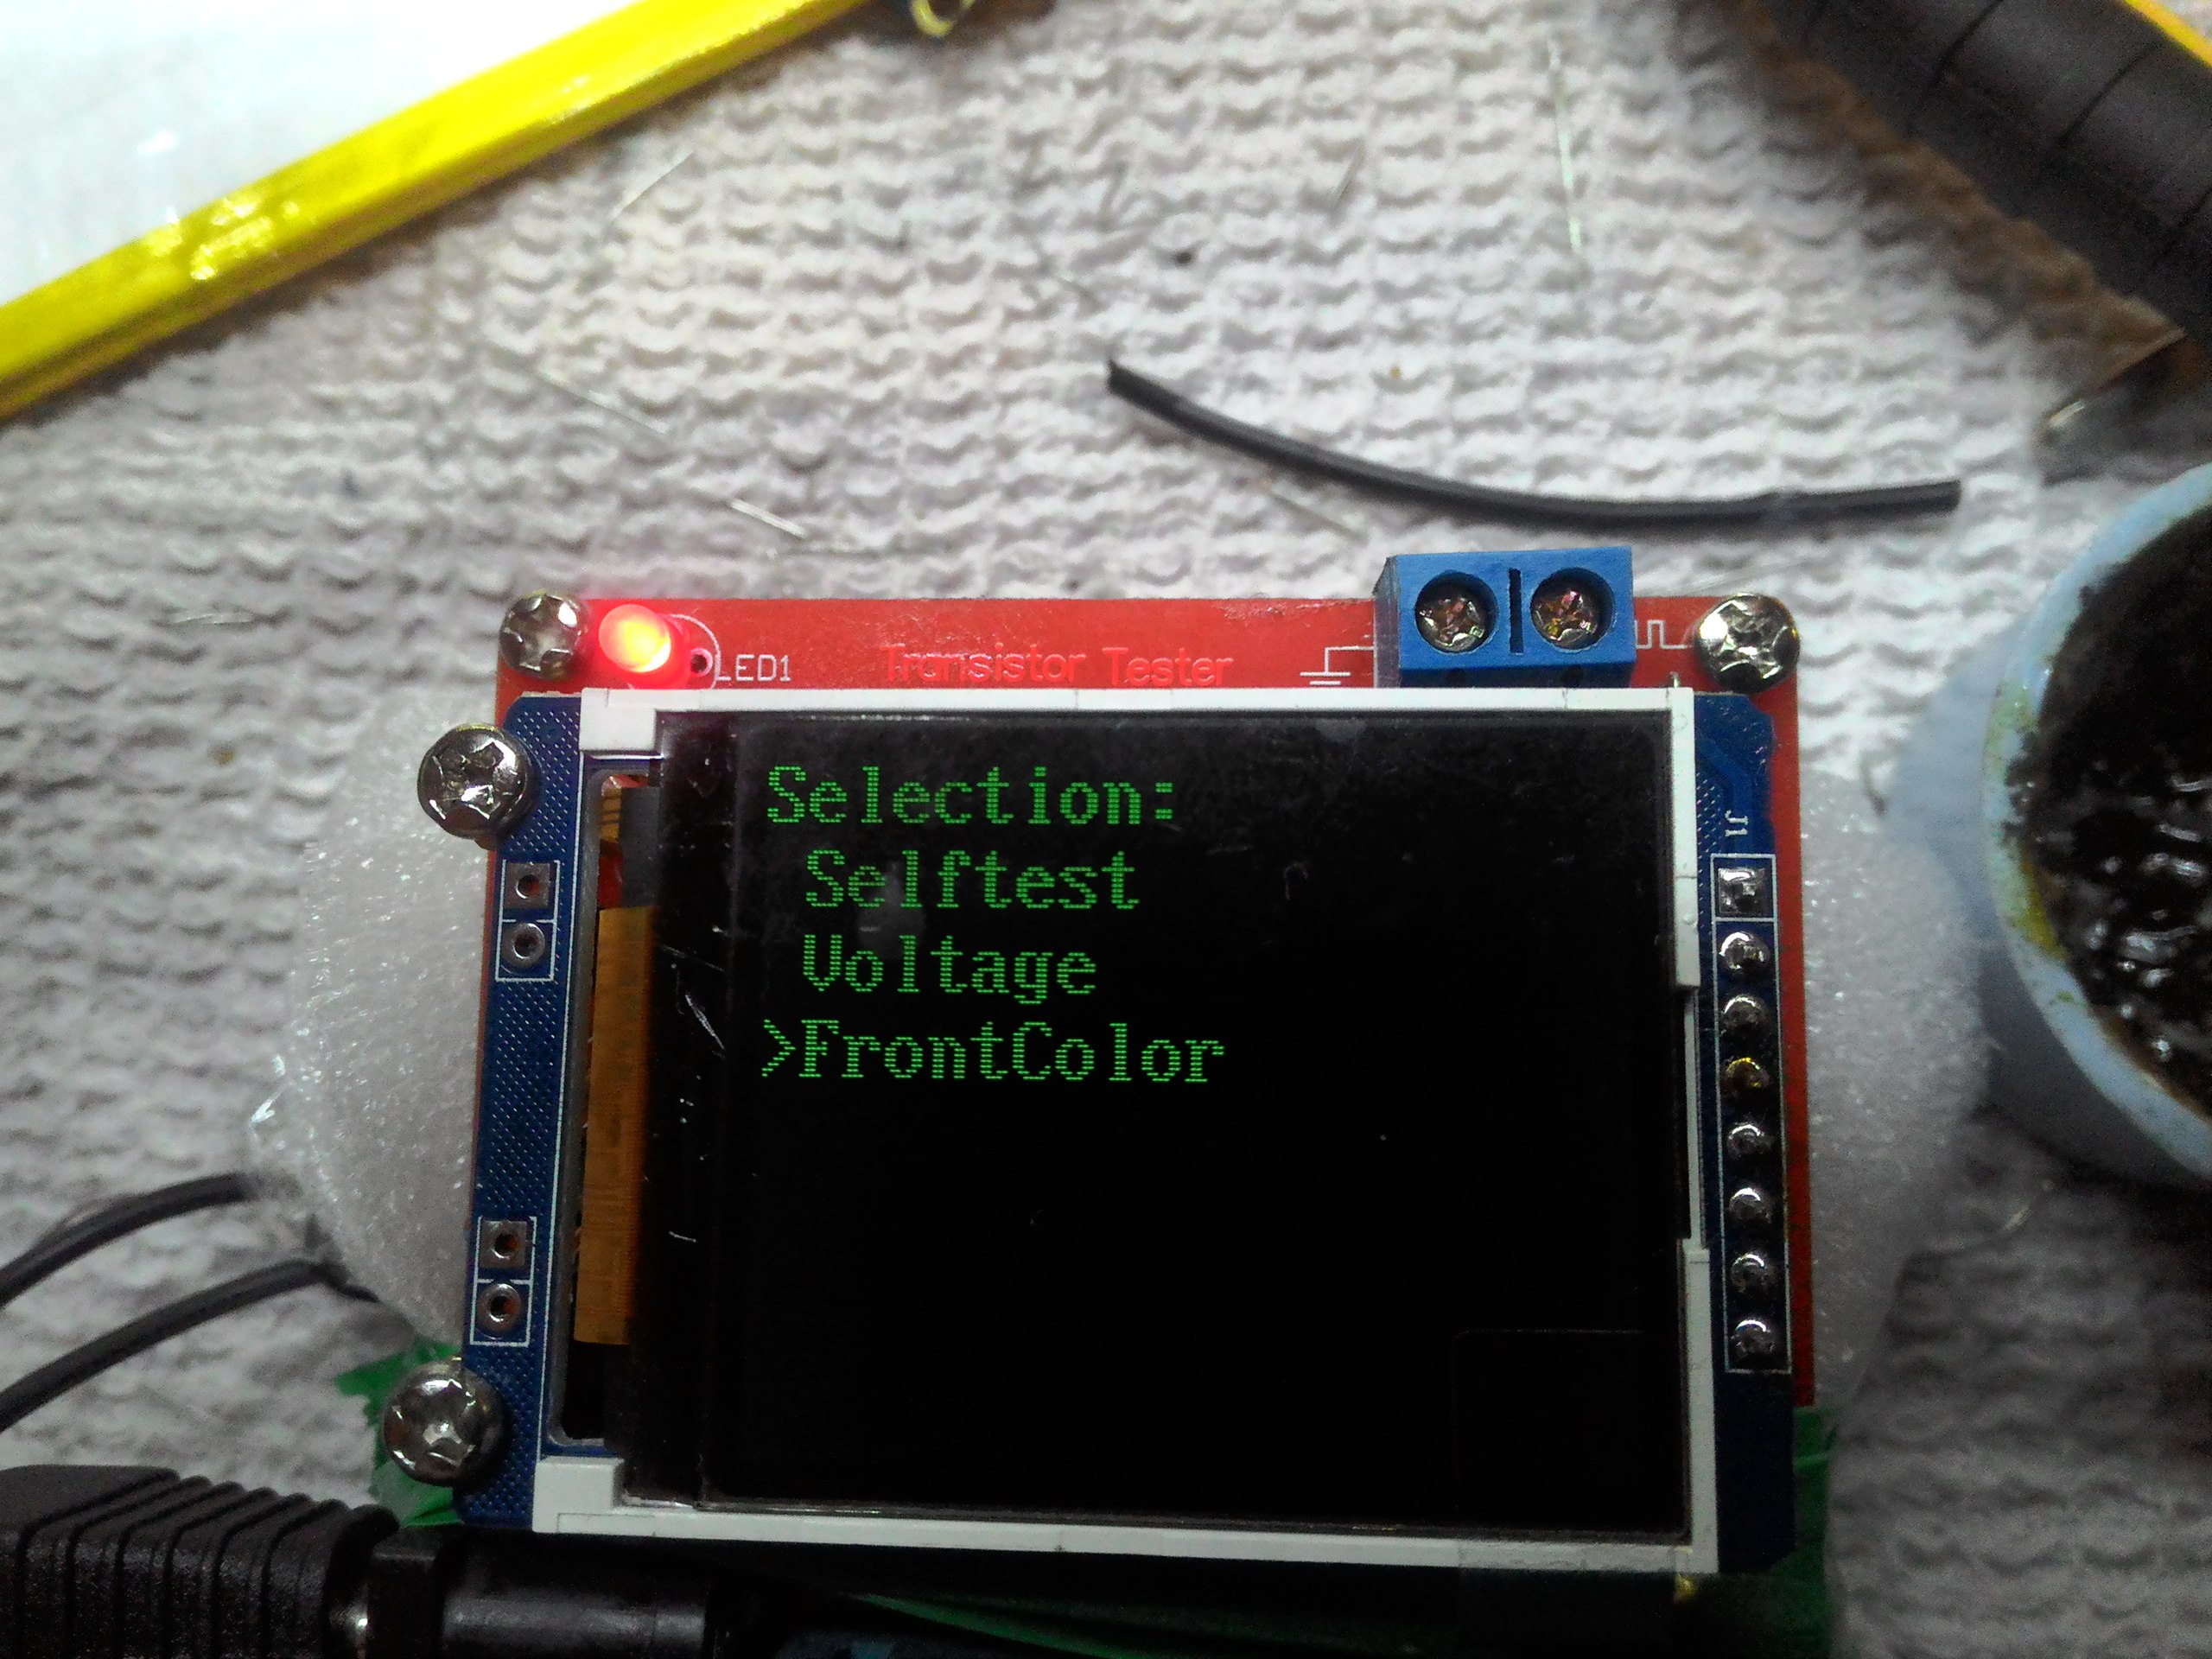 LED1
Transistor Tester
Selection:
Selftest
Voltage
>FrontColor
J1